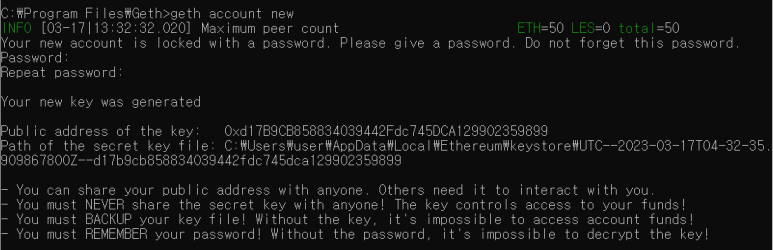 C:₩Program Files₩Geth>geth account new
INFO [03-17|13:32:32.020] Maximum peer count ETH=50 LES=0 total=50
Your new account is locked with a password. Please give a password. Do not forget this password.
Password:
Repeat password:
Your new key was generated
Public address of the key: 0xd17B9CB858834039442Fdc745DCA129902359899
Path of the secret key file: C:₩Users₩user₩AppData₩Local₩Ethereum₩keystore₩UTC--2023-03-17T04-32-35.
909867800Z--d17b9cb858834039442fdc745dca129902359899
- You can share your public address with anyone. Others need it to interact with you.
- You must NEVER share the secret key with anyone! The key controls access to your funds!
- You must BACKUP your key file! Without the key, it's impossible to access account funds!
- You must REMEMBER your password! Without the password, it's impossible to decrypt the key!